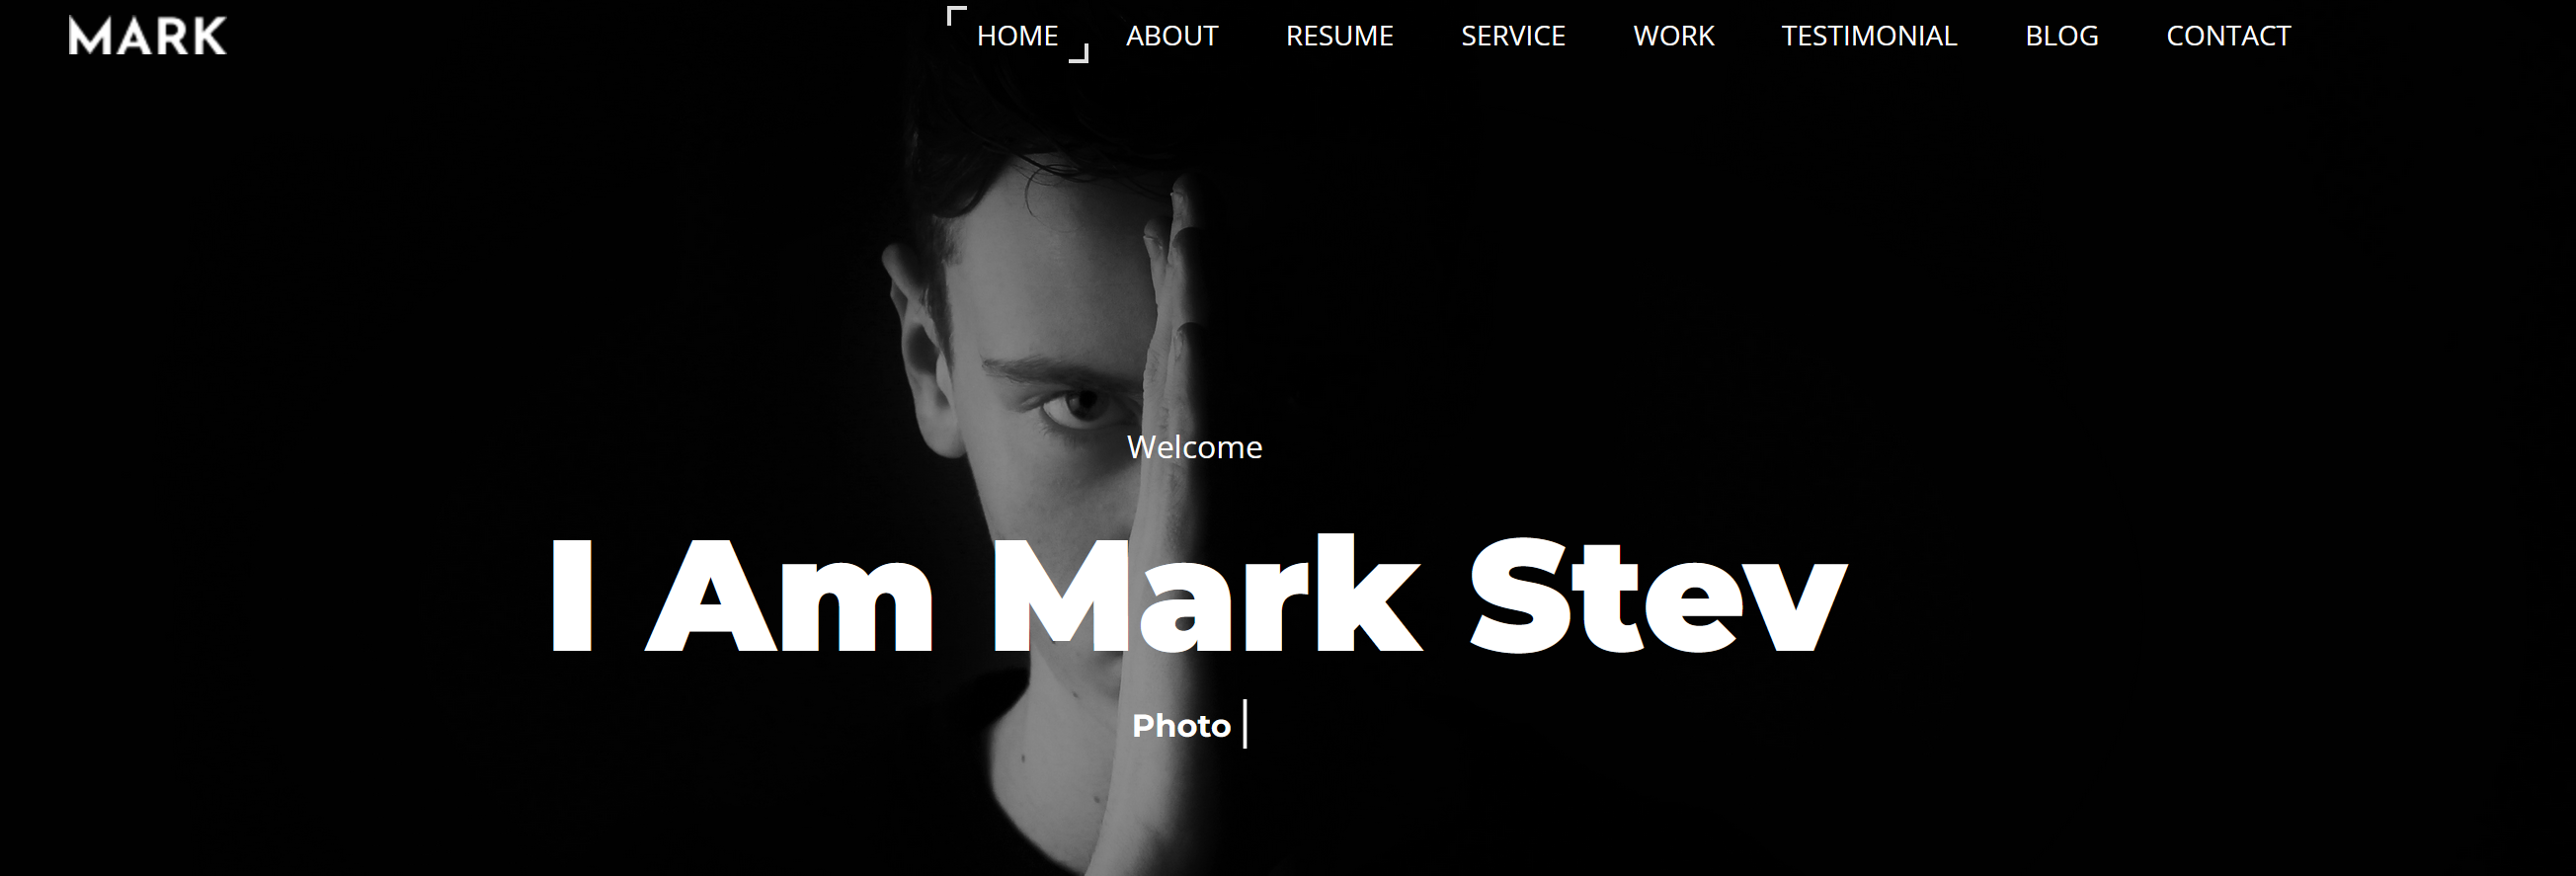 MARK HOME ABOUT RESUME SERVICE WORK TESTIMONIAL BLOG CONTACT
Welcome
I Am Mark Stev
Photo